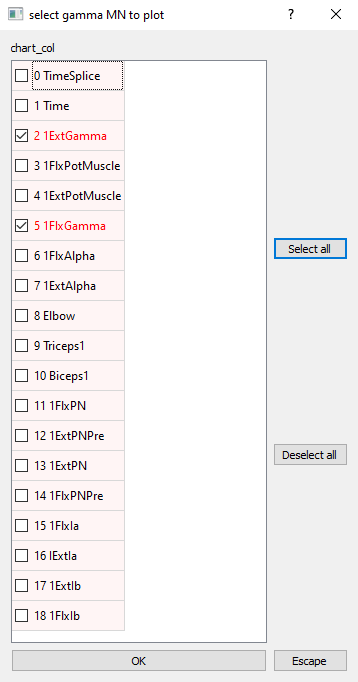 select gamma MN to plot
? ×
chart_col
0 TimeSplice
1 Time
2 1ExtGamma
3 1FlxPotMuscle
4 1ExtPotMuscle
5 1FlxGamma
6 1FlxAlpha
7 1ExtAlpha
8 Elbow
9 Triceps1
10 Biceps1
11 1FlxPN
12 1ExtPNPre
13 1ExtPN
14 1FlxPNPre
15 1FlxIa
16 IExtIa
17 1ExtIb
18 1FlxIb
Select all
Deselect all
OK
Escape